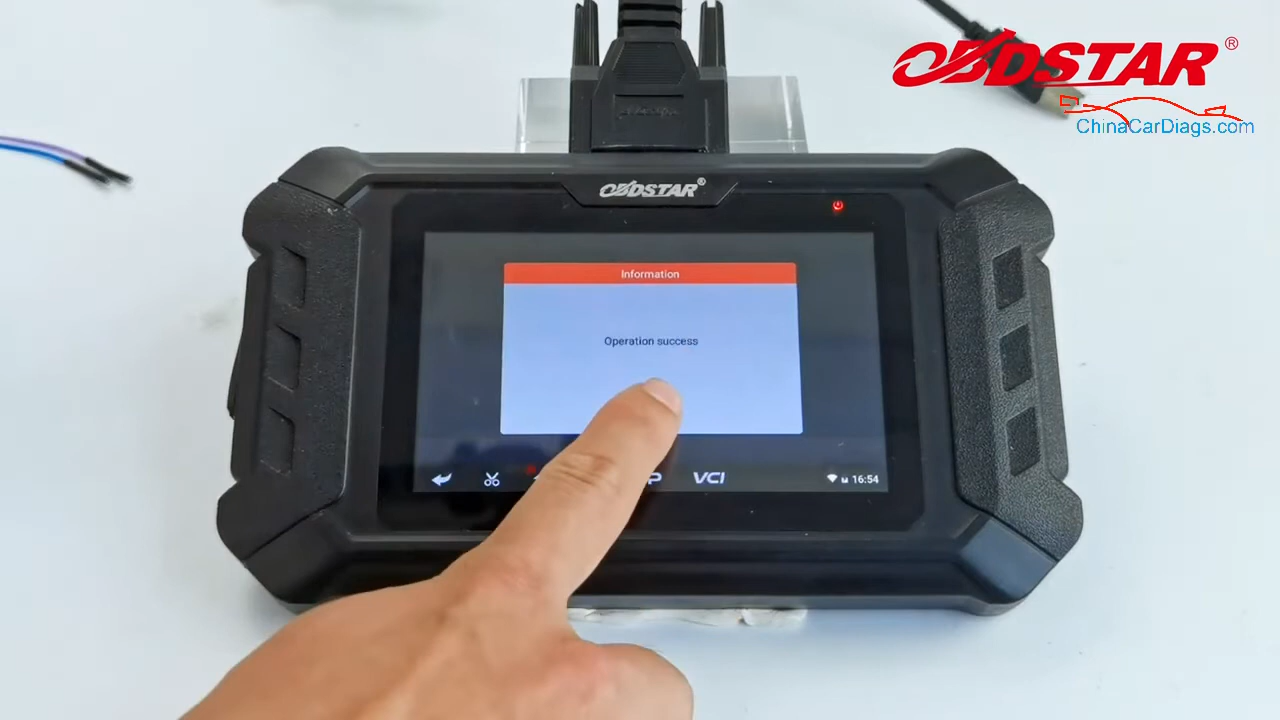 OBDSTAR®
ChinaCarDiags.com
OBDSTAR®
Information
Operation success
VCI
16:54